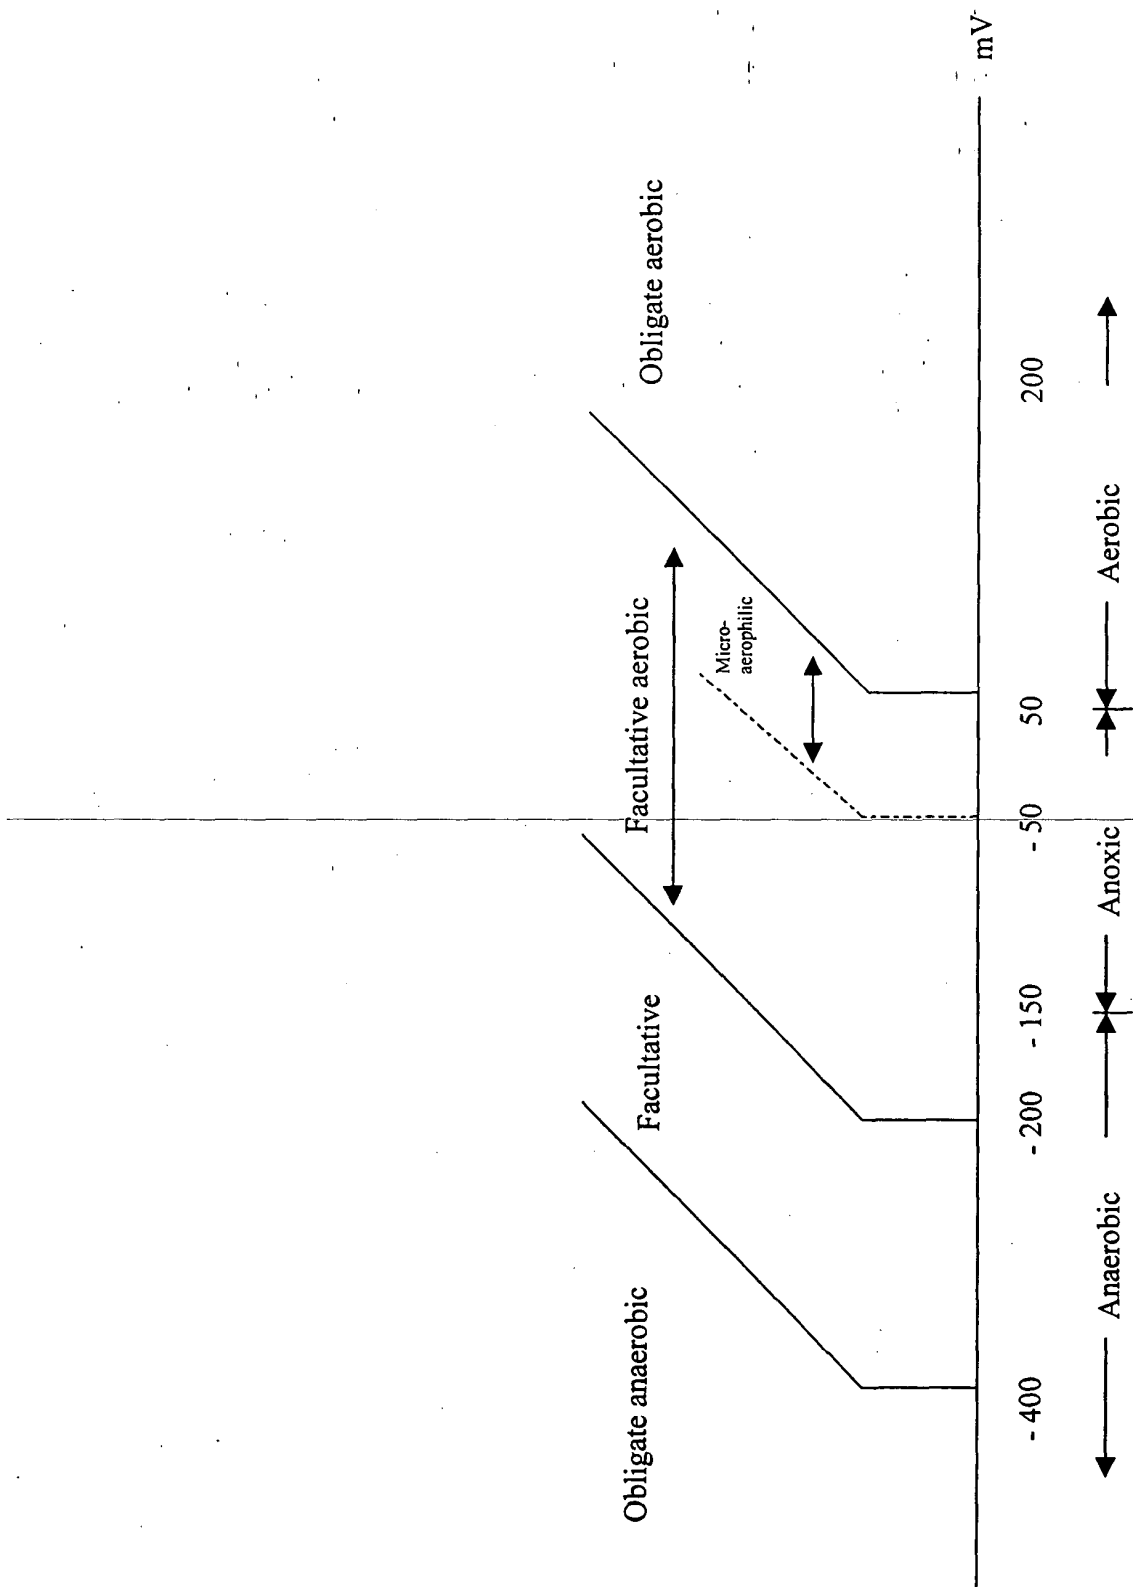 Obligate anaerobic
Facultative
Facultative aerobic
Obligate aerobic
Micro-
aerophilic
mV
- 400
- 200
- 150
- 50
50
200
Anaerobic
Anoxic
Aerobic